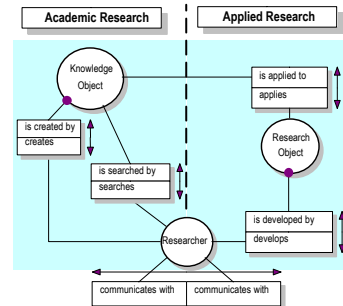 Academic Research
Applied Research
Knowledge
Object
is applied to
applies
is created by
creates
Research
Object
is searched by
searches
is developed by
develops
Researcher
communicates with
communicates with